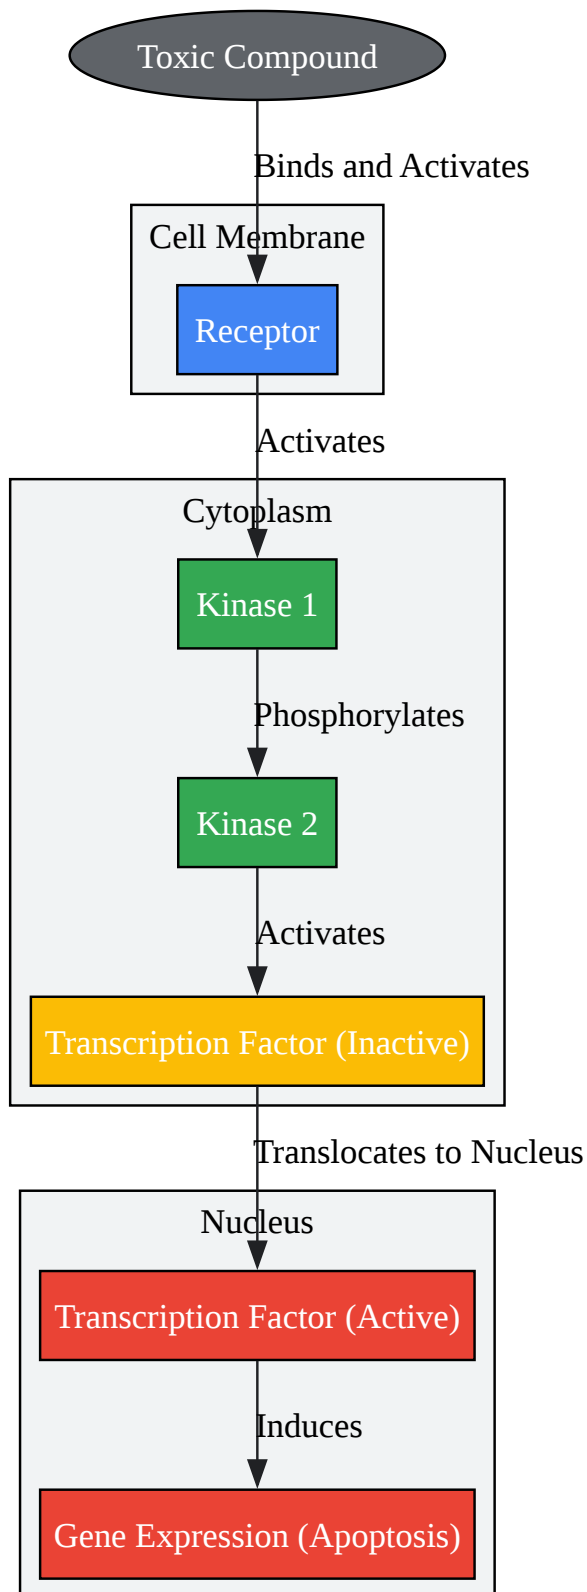 Toxic Compound
Binds and Activates
Cell Membrane
Receptor
Activates
Cytoplasm
Kinase 1
Phosphorylates
Kinase 2
Activates
Transcription Factor (Inactive)
Translocates to Nucleus
Nucleus
Transcription Factor (Active)
Induces
Gene Expression (Apoptosis)